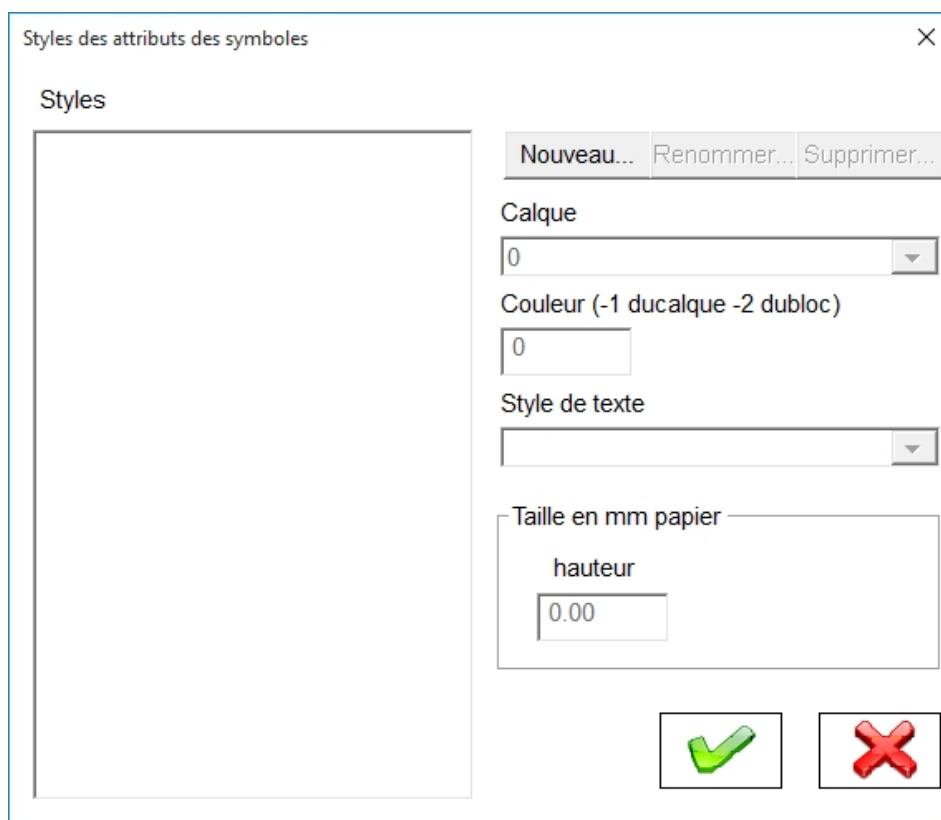 Styles des attributs des symboles
Styles
Nouveau... Renommer... Supprimer...
Calque
0
Couleur (-1 ducalque -2 dubloc)
0
Style de texte
Taille en mm papier
hauteur
0.00